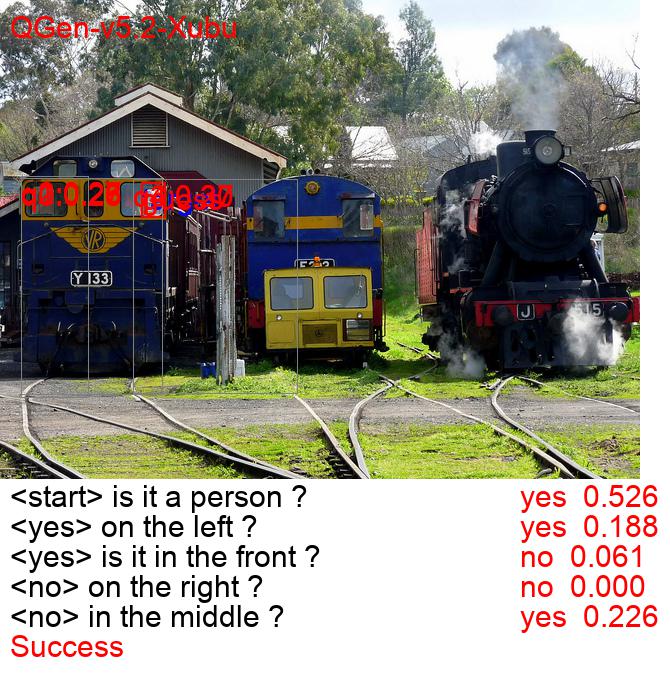 QGen-v5.2-Xubu
VR
Y 133
J 515
<start> is it a person ? yes 0.526
<yes> on the left ? yes 0.188
<yes> is it in the front ? no 0.061
<no> on the right ? no 0.000
<no> in the middle ? yes 0.226
Success